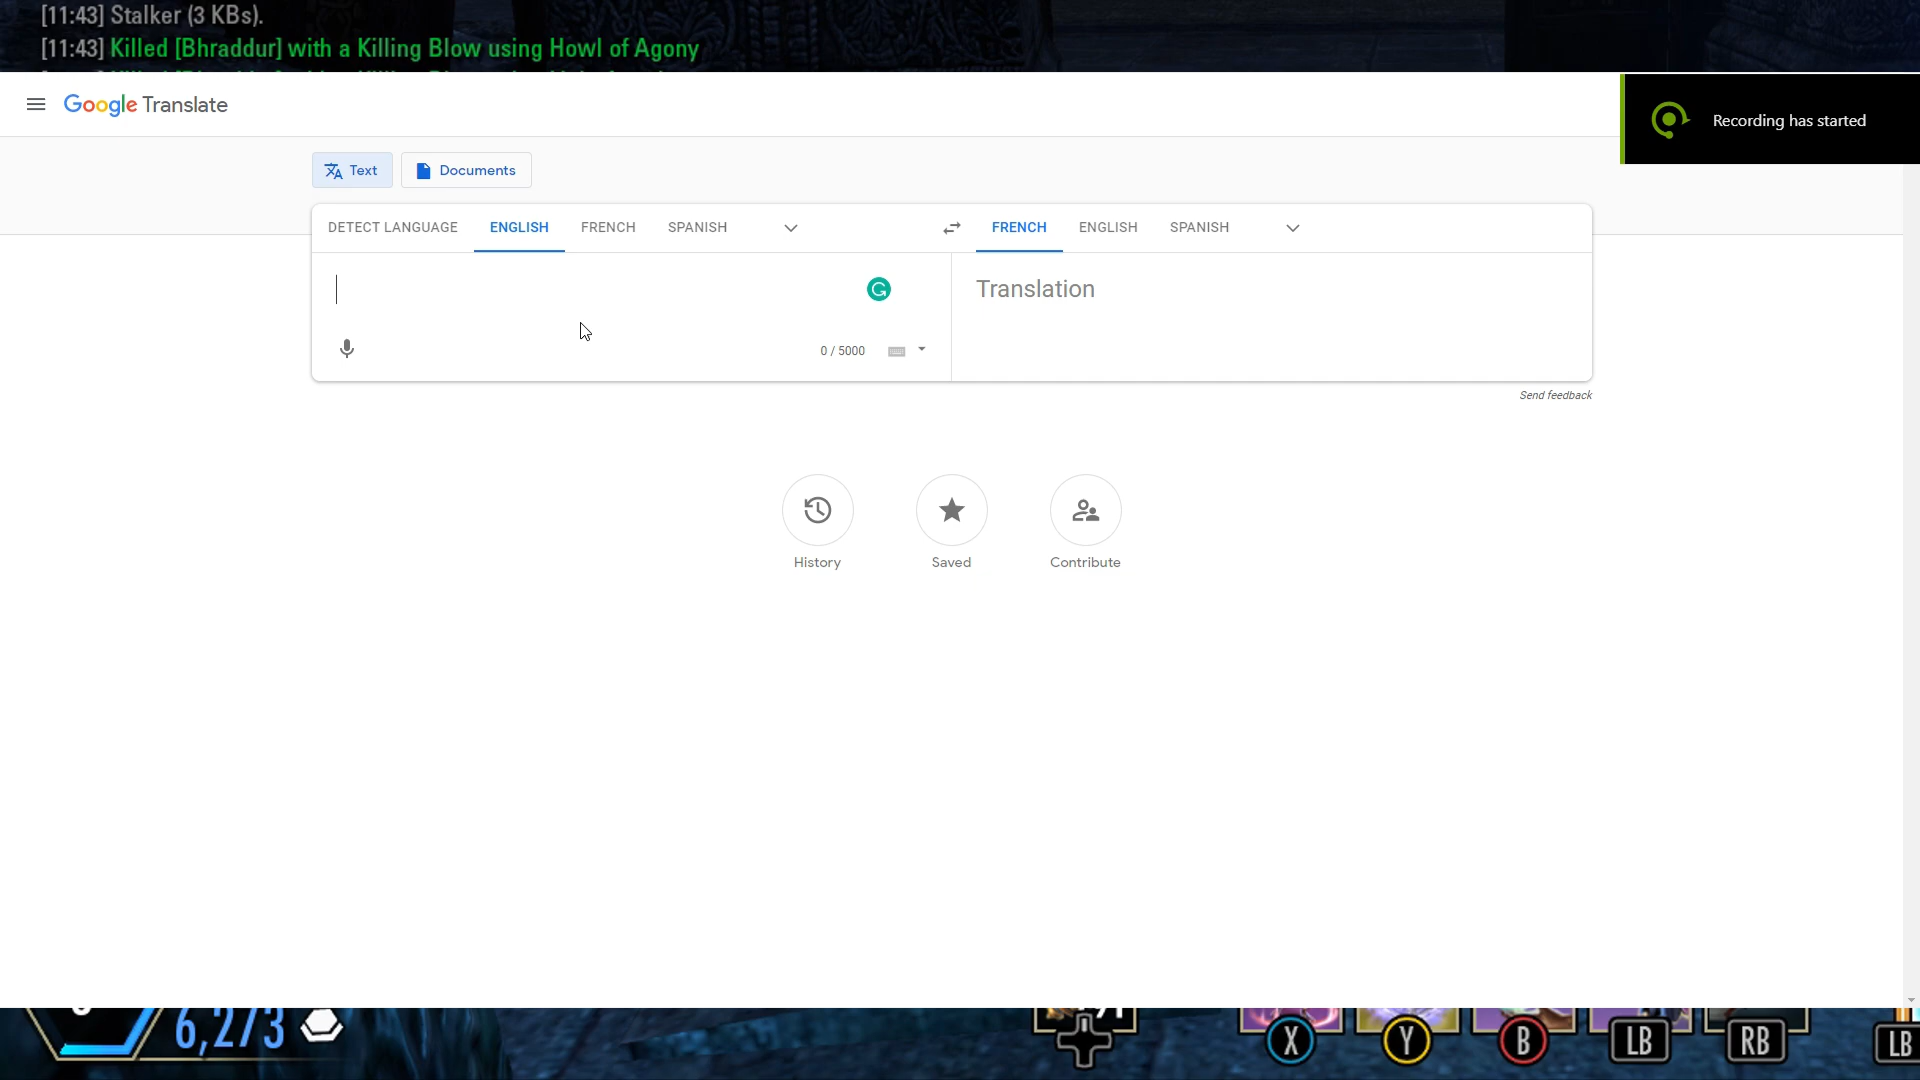 [11:43] Stalker (3 KBs).
[11:43] Killed [Bhraddur] with a Killing Blow using Howl of Agony
Google Translate
Recording has started
Text
Documents
DETECT LANGUAGE ENGLISH FRENCH SPANISH
FRENCH ENGLISH SPANISH
Translation
0 / 5000
Send feedback
History
Saved
Contribute
6,273
X Y B LB RB LB